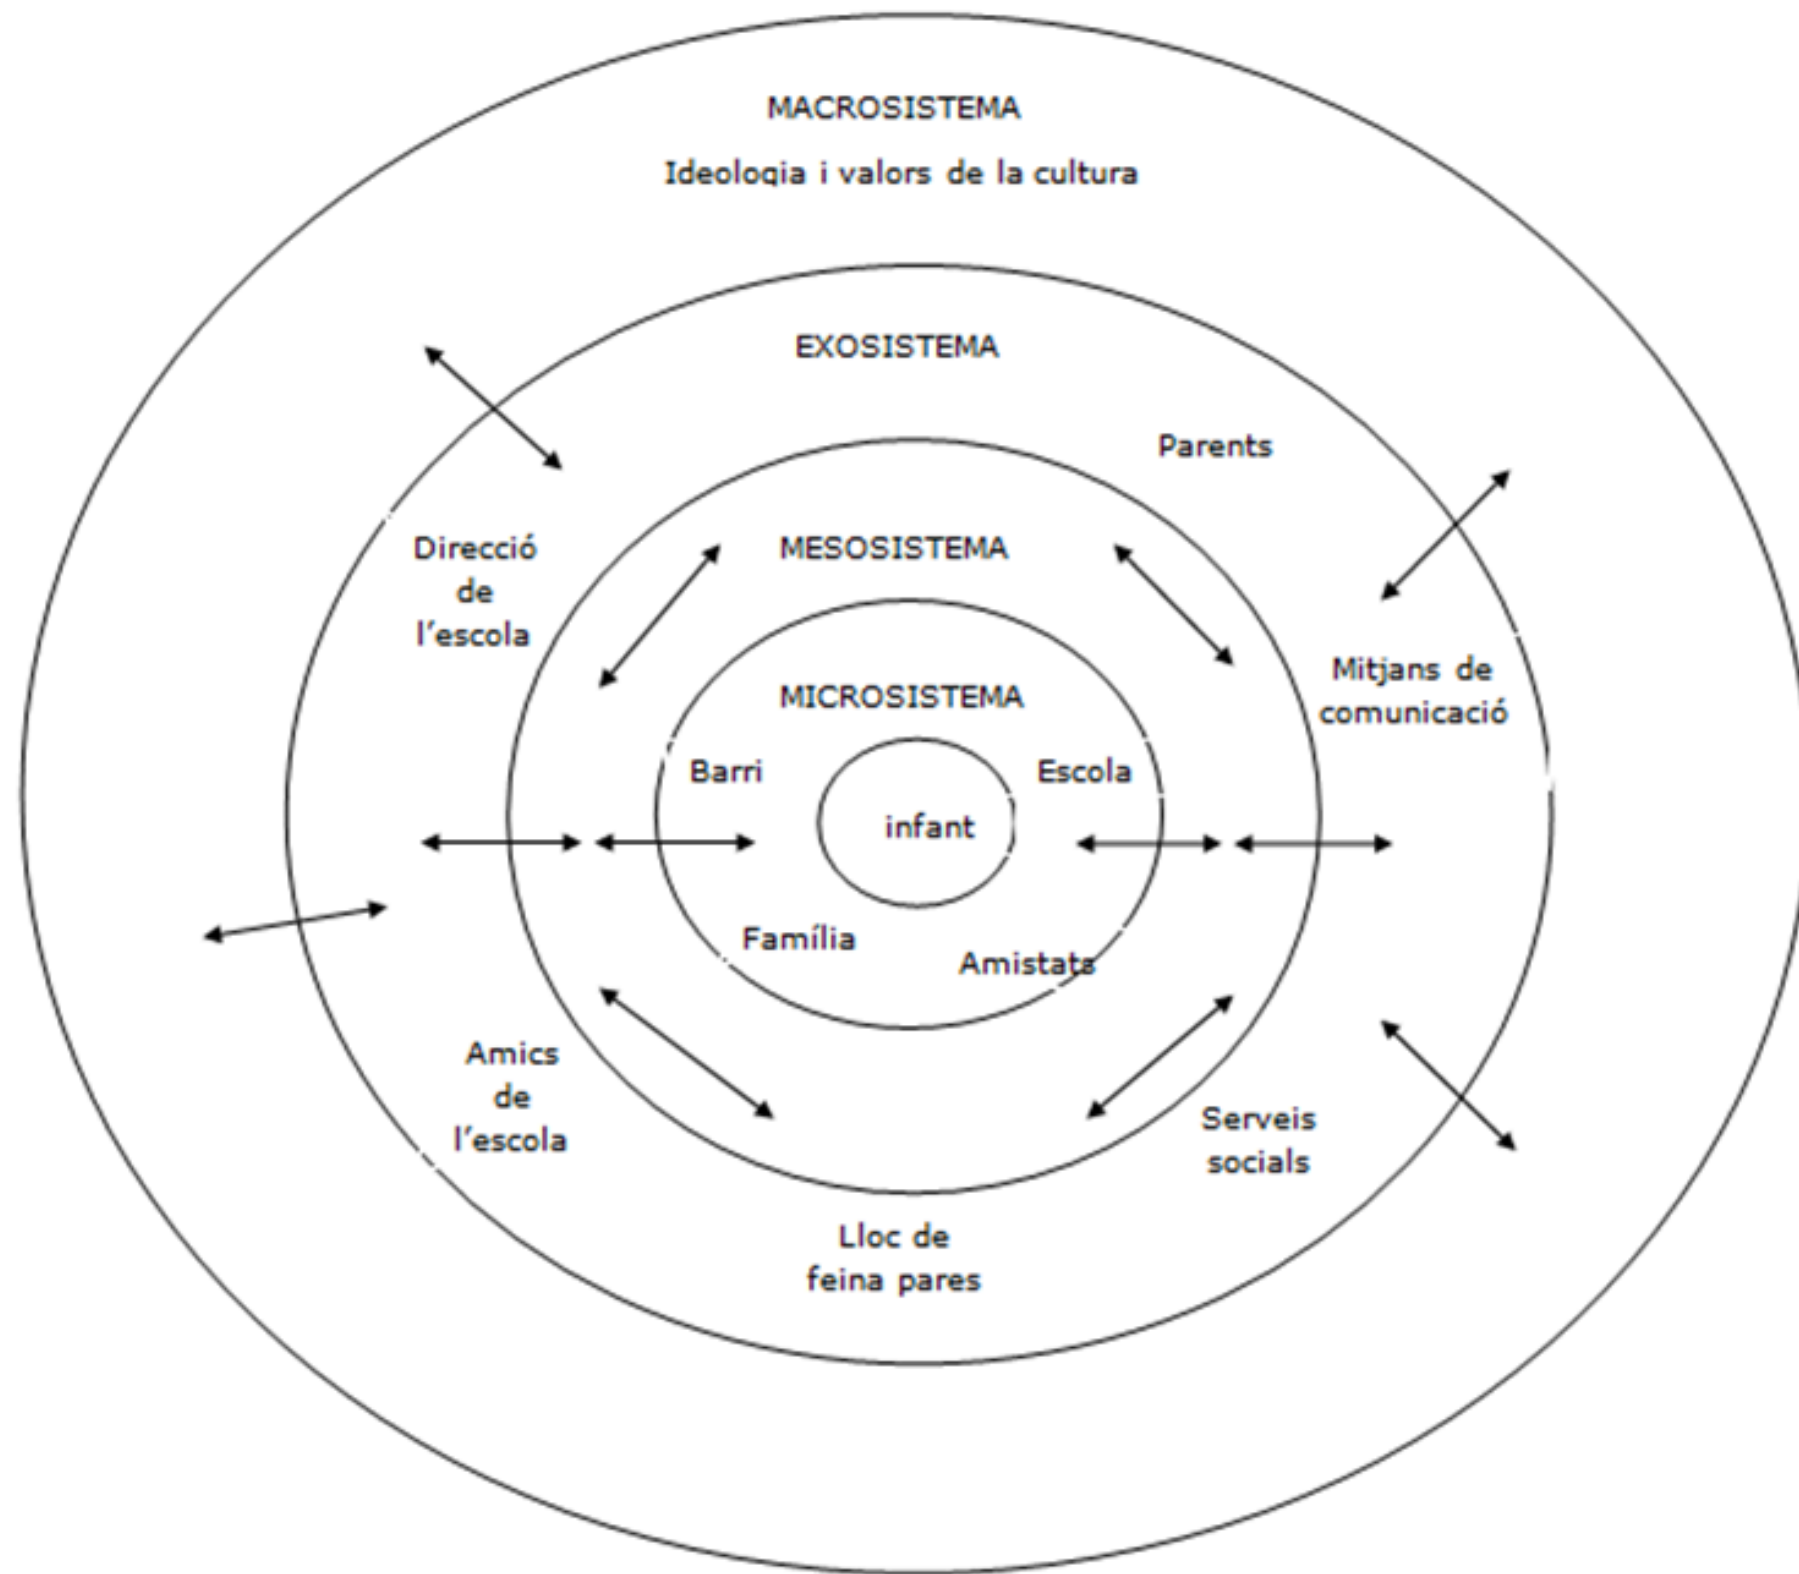 MACROSISTEMA
Ideologia i valors de la cultura
EXOSISTEMA
Parents
Direcció
de
l'escola
MESOSISTEMA
Mitjans de
comunicació
MICROSISTEMA
Barri
Escola
infant
Família
Amistats
Amics
de
l'escola
Serveis
socials
Lloc de
feina pares